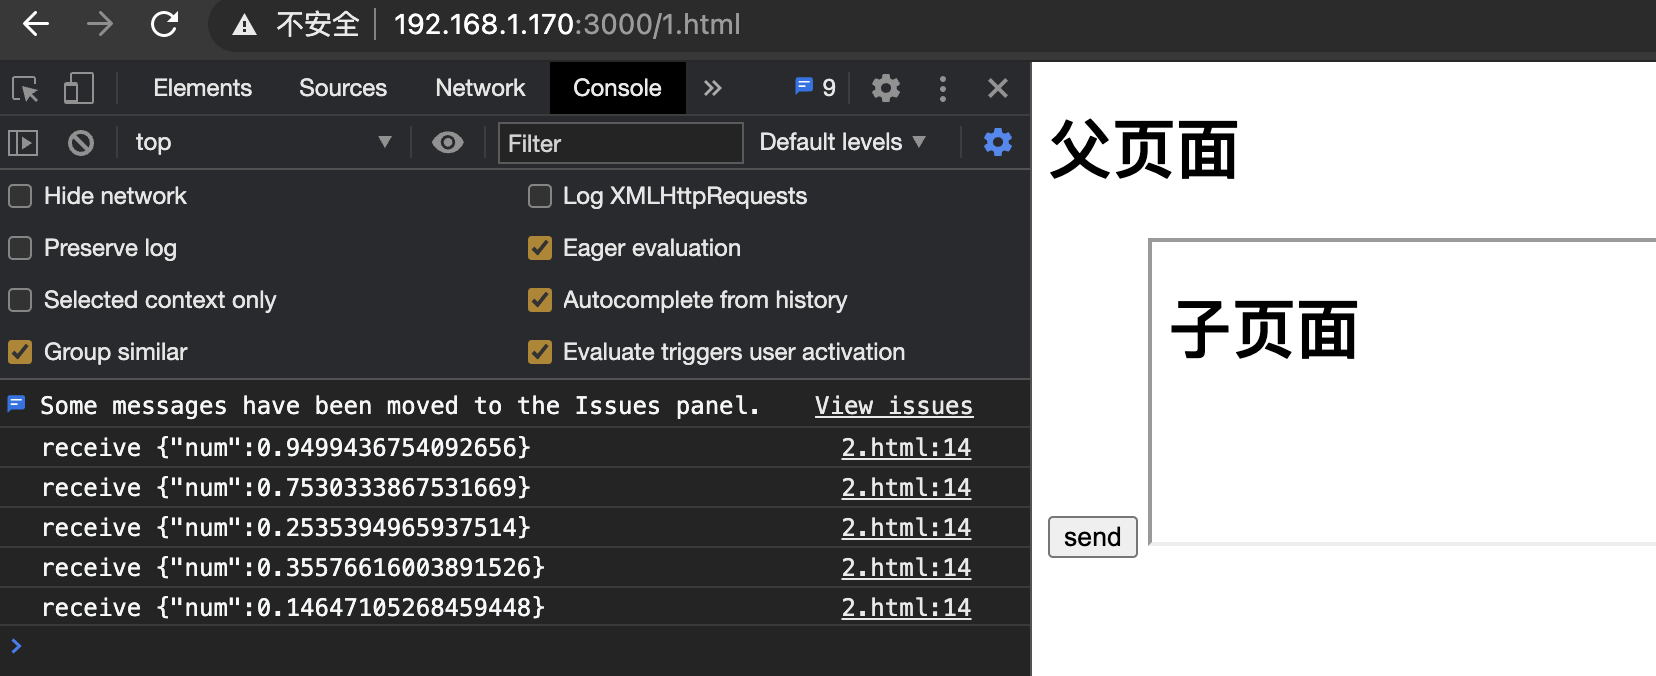 不安全 192.168.1.170:3000/1.html
Elements Sources Network Console 9
top Filter Default levels
Hide network Log XMLHttpRequests
Preserve log Eager evaluation
Selected context only Autocomplete from history
Group similar Evaluate triggers user activation
Some messages have been moved to the Issues panel. View issues
receive {"num":0.9499436754092656} 2.html:14
receive {"num":0.7530333867531669} 2.html:14
receive {"num":0.2535394965937514} 2.html:14
receive {"num":0.35576616003891526} 2.html:14
receive {"num":0.14647105268459448} 2.html:14
父页面
子页面
send